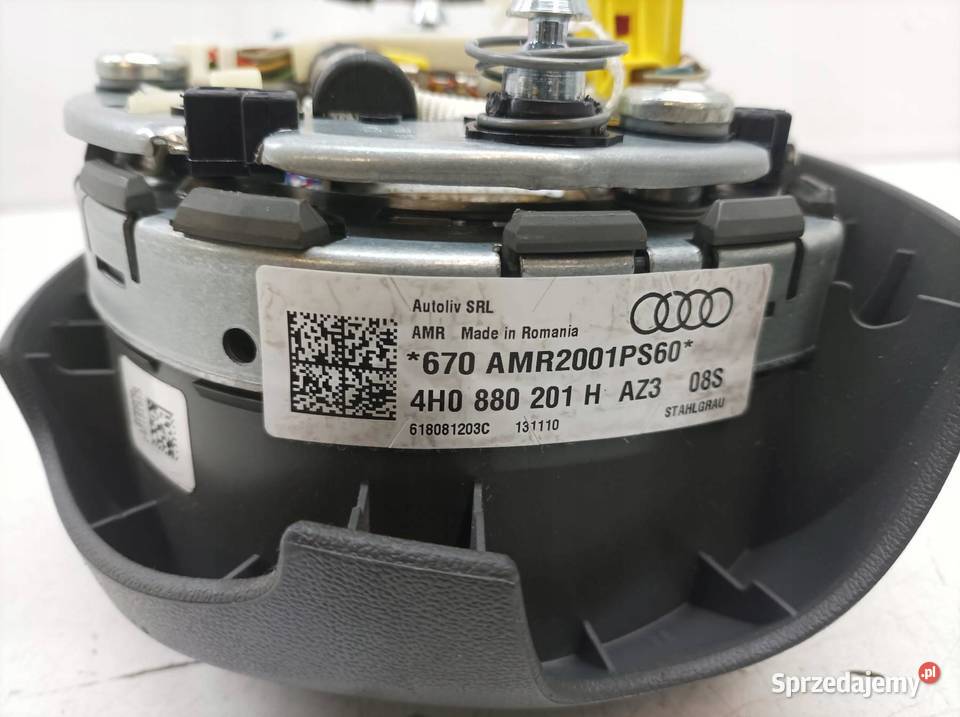 Autoliv SRL
AMR Made in Romania
*670 AMR2001PS60*
4H0 880 201 H AZ3 08S
STAHLGRAU
618081203C 131110
Sprzedajemy.pl